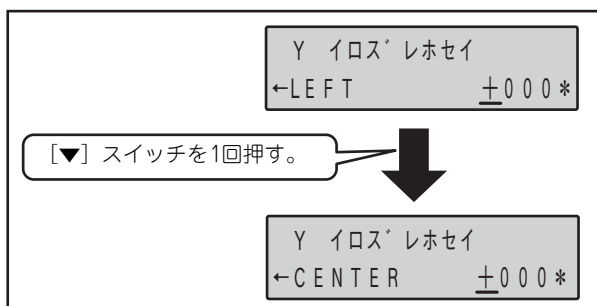 Y イロズレホセイ
←LEFT ±000*
［▼］スイッチを1回押す。
Y イロズレホセイ
←CENTER ±000*